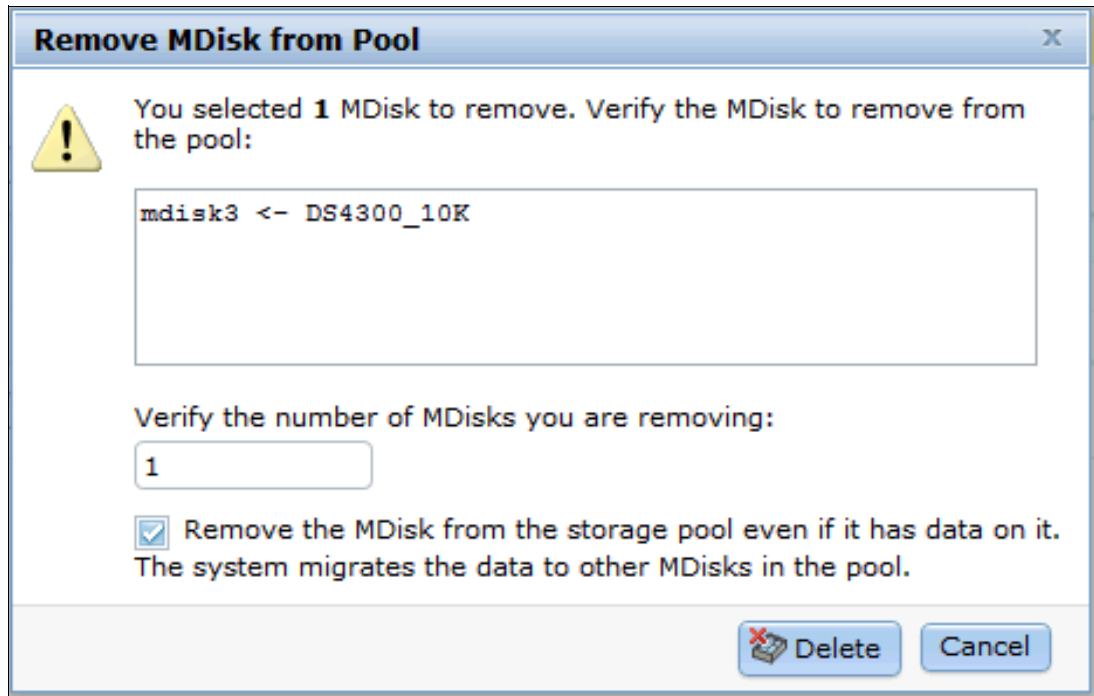 Remove MDisk from Pool
x
You selected 1 MDisk to remove. Verify the MDisk to remove from
the pool:
mdisk3 <- DS4300_10K
Verify the number of MDisks you are removing:
1
Remove the MDisk from the storage pool even if it has data on it.
The system migrates the data to other MDisks in the pool.
Delete
Cancel